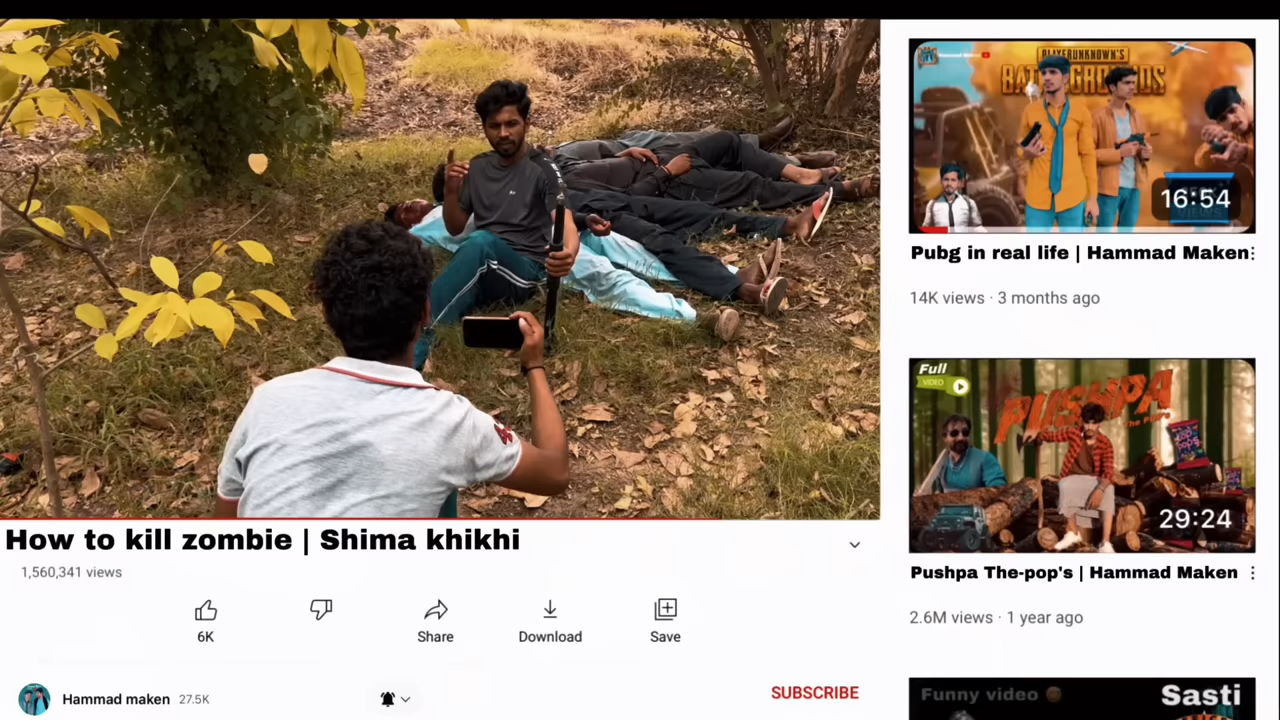 How to kill zombie | Shima khikhi
1,560,341 views
6K
Share
Download
Save
Hammad maken 27.5K
SUBSCRIBE
PLAYERUNKNOWN'S
16:54
Pubg in real life | Hammad Maken
14K views · 3 months ago
Full
VIDEO
PUSHPA
29:24
Pushpa The-pop's | Hammad Maken
2.6M views · 1 year ago
Funny video
Sasti